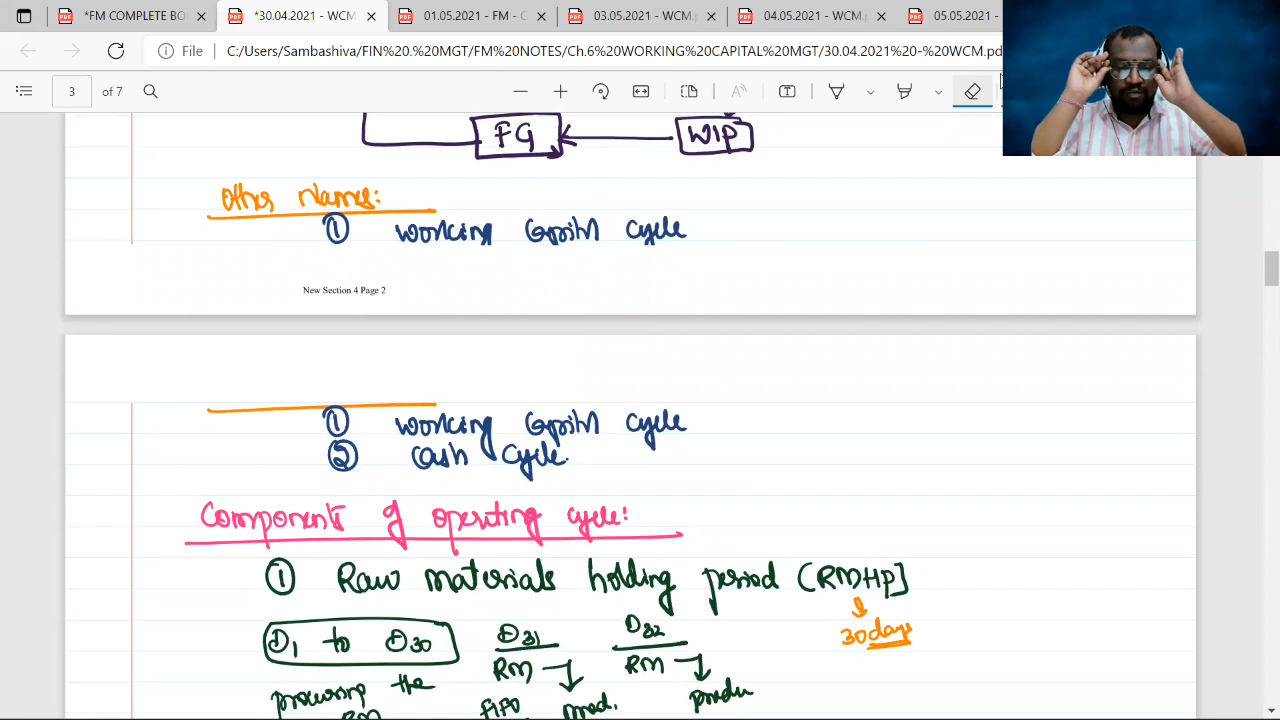 *FM COMPLETE BO
*30.04.2021 - WCM
01.05.2021 - FM - C
03.05.2021 - WCM.p
04.05.2021 - WCM.p
05.05.2021
File
C:/Users/Sambashiva/FIN%20.%20MGT/FM%20NOTES/Ch.6%20WORKING%20CAPITAL%20MGT/30.04.2021%20-%20WCM.pd
3 of 7
FG
WIP
Other Names:
① working Capital cycle
New Section 4 Page 2
① working Capital cycle
② cash cycle.
Components of operating cycle:
① Raw materials holding period (RMHP]
30 days
D1 to D30
D31
D32
RM
RM
procuring the
FIFO
prod.
RM